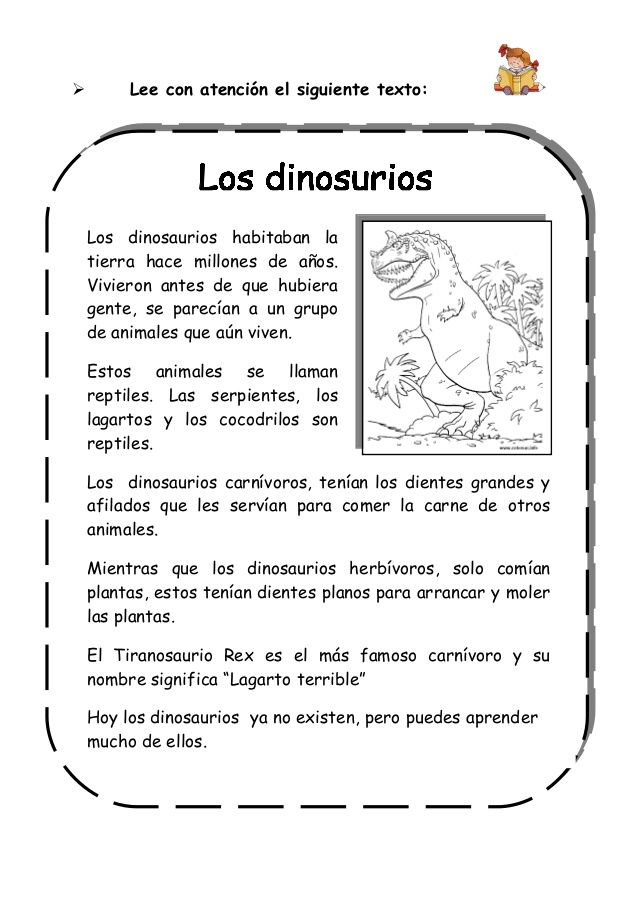 ➢ Lee con atención el siguiente texto:
Los dinosurios
Los dinosaurios habitaban la
tierra hace millones de años.
Vivieron antes de que hubiera
gente, se parecían a un grupo
de animales que aún viven.
Estos animales se llaman
reptiles. Las serpientes, los
lagartos y los cocodrilos son
reptiles.
Los dinosaurios carnívoros, tenían los dientes grandes y
afilados que les servían para comer la carne de otros
animales.
Mientras que los dinosaurios herbívoros, solo comían
plantas, estos tenían dientes planos para arrancar y moler
las plantas.
El Tiranosaurio Rex es el más famoso carnívoro y su
nombre significa “Lagarto terrible”
Hoy los dinosaurios ya no existen, pero puedes aprender
mucho de ellos.